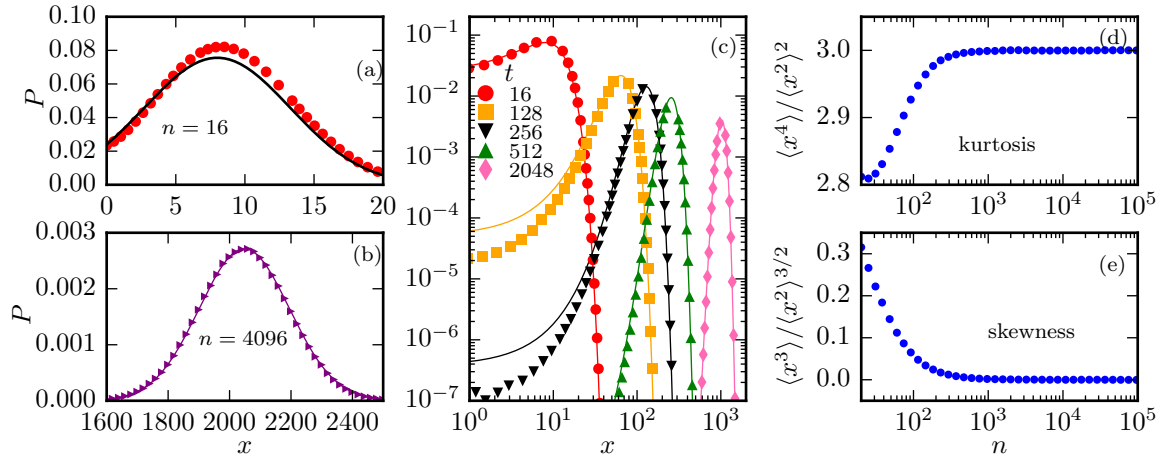 P
0.10
0.08
0.06
0.04
0.02
0.00
(a)
n = 16
0 5 10 15 20
P
0.003
0.002
0.001
0.000
(b)
n = 4096
1600 1800 2000 2200 2400
x
10^0
10^-1
10^-2
10^-3
10^-4
10^-5
10^-6
10^-7
(c)
t
16
128
256
512
2048
10^0 10^1 10^2 10^3
x
⟨x^4⟩/⟨x^2⟩^2
3.0
2.9
2.8
(d)
kurtosis
10^2 10^3 10^4 10^5
⟨x^3⟩/⟨x^2⟩^3/2
0.3
0.2
0.1
0.0
(e)
skewness
10^2 10^3 10^4 10^5
n